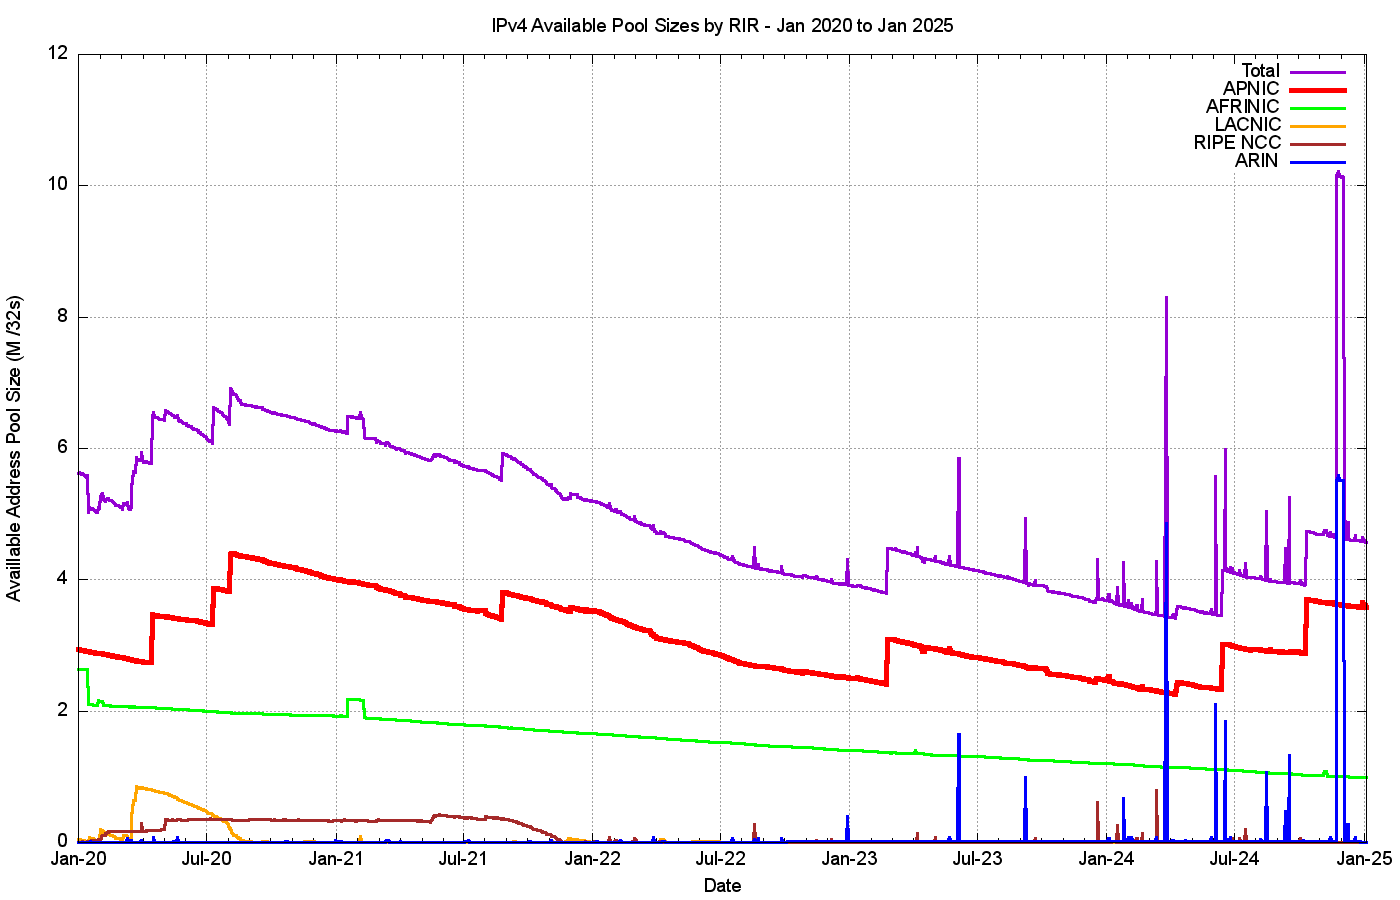 IPv4 Available Pool Sizes by RIR - Jan 2020 to Jan 2025
Availlable Address Pool Size (M /32s)
12
10
8
6
4
2
0
Total
APNIC
AFRINIC
LACNIC
RIPE NCC
ARIN
Jan-20 Jul-20 Jan-21 Jul-21 Jan-22 Jul-22 Jan-23 Jul-23 Jan-24 Jul-24 Jan-25
Date